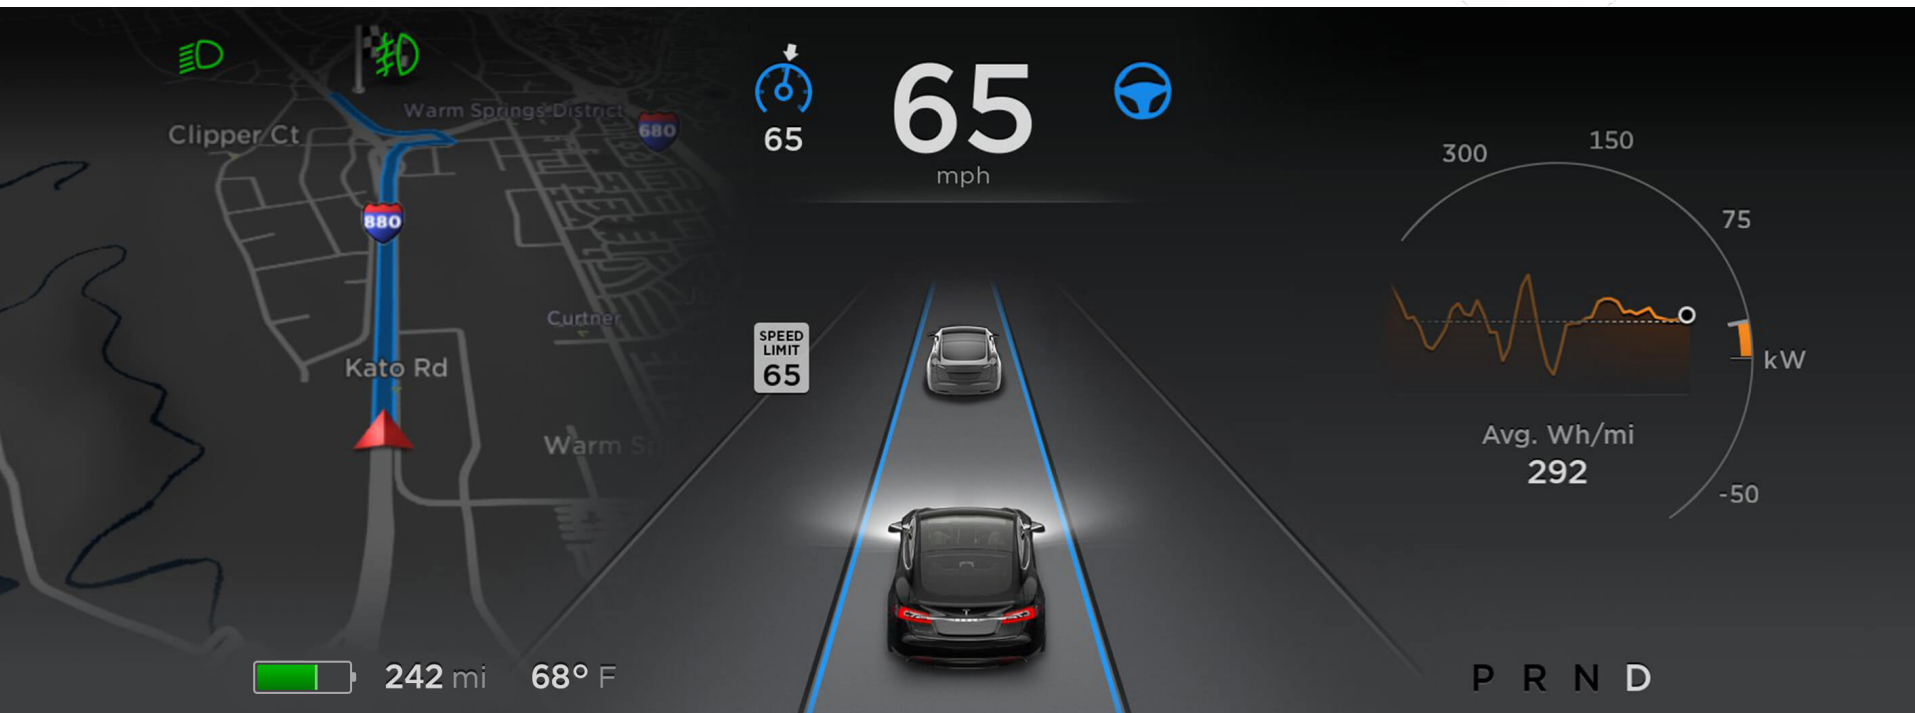 Clipper Ct
Warm Springs District
680
880
Curtner
Kato Rd
Warm
242 mi
68° F
65
65
mph
SPEED
LIMIT
65
300
150
75
kW
-50
Avg. Wh/mi
292
P R N D